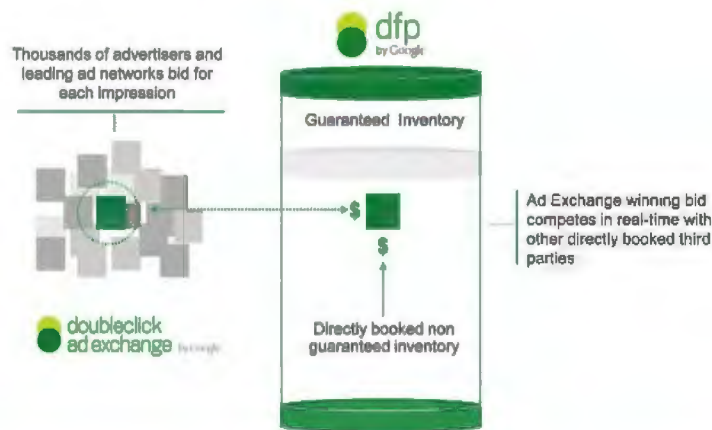 dfp
by Google
Thousands of advertisers and
leading ad networks bid for
each impression
Guaranteed Inventory
$
$
Ad Exchange winning bid
competes in real-time with
other directly booked third
parties
Directly booked non
guaranteed inventory
doubleclick
ad exchange by Google